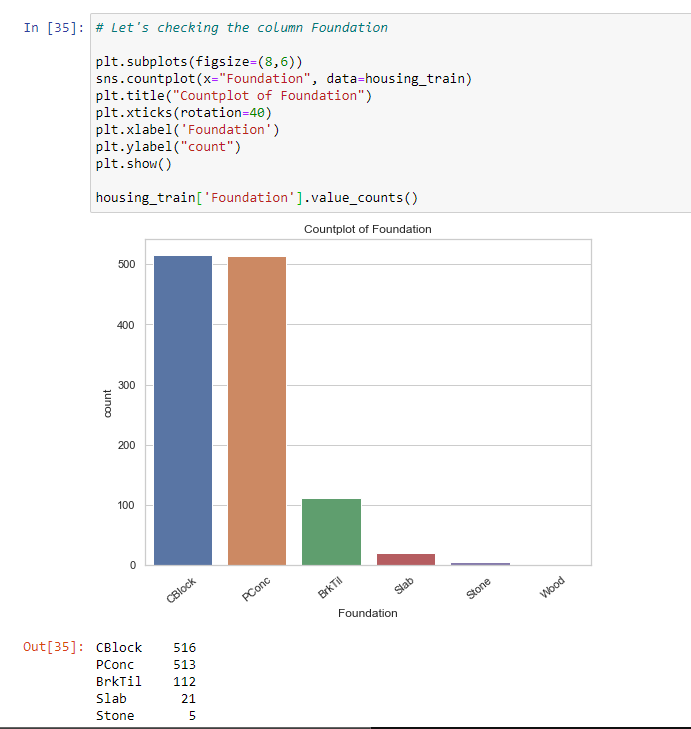 In [35]: # Let's checking the column Foundation
plt.subplots(figsize=(8,6))
sns.countplot(x="Foundation", data=housing_train)
plt.title("Countplot of Foundation")
plt.xticks(rotation=40)
plt.xlabel('Foundation')
plt.ylabel("count")
plt.show()
housing_train['Foundation'].value_counts()
Countplot of Foundation
500
400
300
200
100
0
count
CBlock
PConc
BrkTil
Slab
Stone
Wood
Foundation
Out[35]: CBlock 516
PConc 513
BrkTil 112
Slab 21
Stone 5